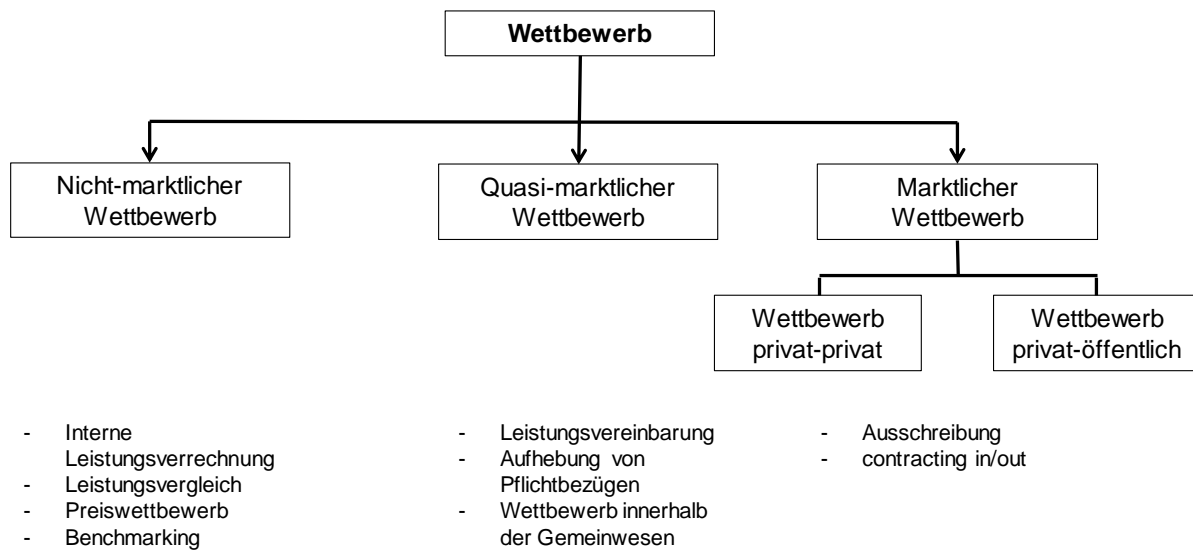 Wettbewerb
Nicht-marktlicher
Wettbewerb
Quasi-marktlicher
Wettbewerb
Marktlicher
Wettbewerb
Wettbewerb
privat-privat
Wettbewerb
privat-öffentlich
- Interne
Leistungsverrechnung
- Leistungsvergleich
- Preiswettbewerb
- Benchmarking
- Leistungsvereinbarung
- Aufhebung von
Pflichtbezügen
- Wettbewerb innerhalb
der Gemeinwesen
- Ausschreibung
- contracting in/out